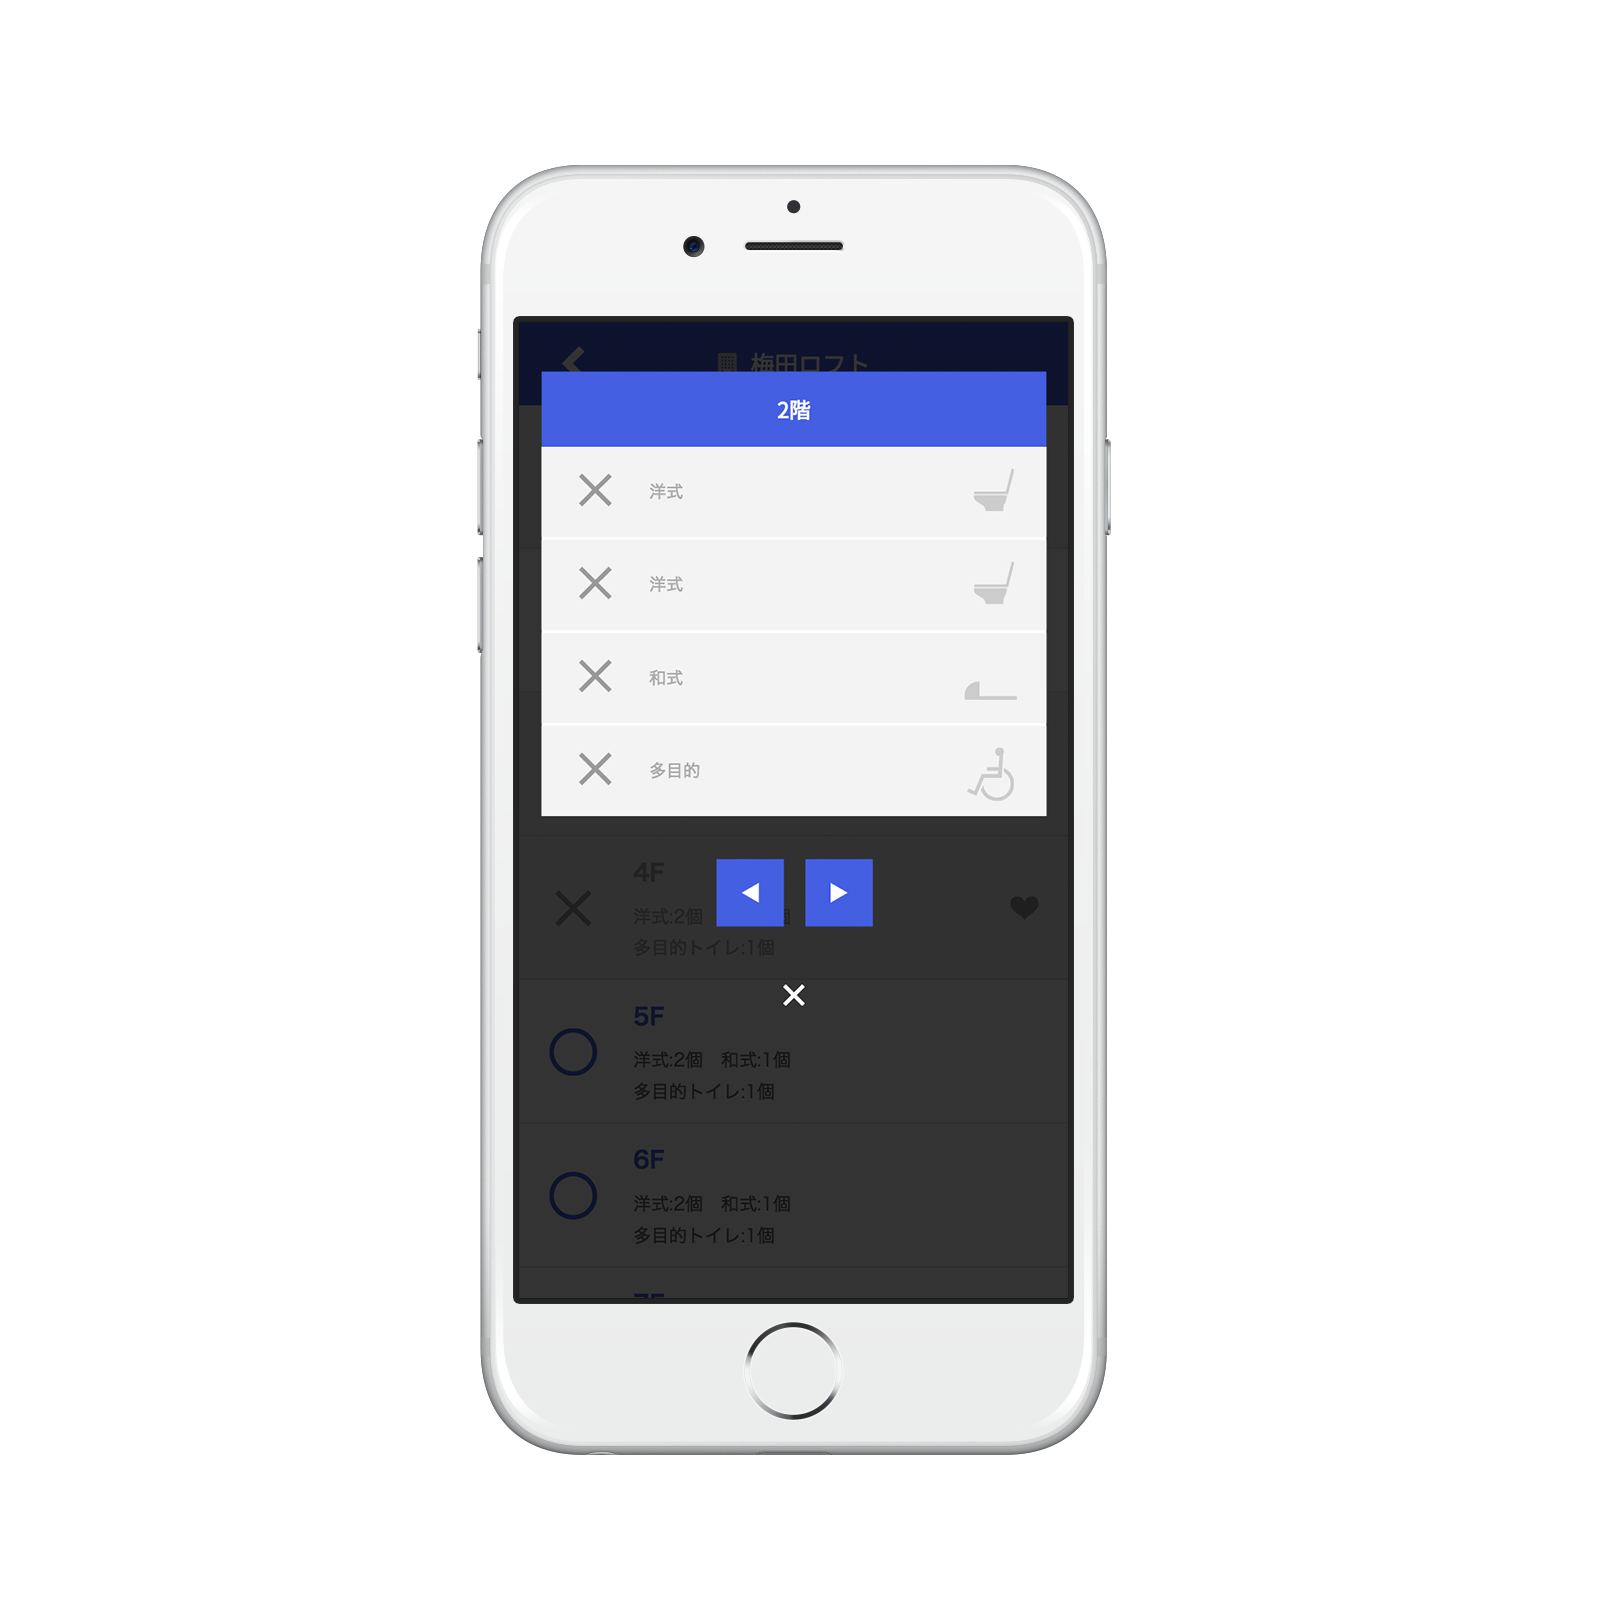 梅田ロフト
2階
洋式
洋式
和式
多目的
4F
洋式:2個
多目的トイレ:1個
5F
洋式:2個 和式:1個
多目的トイレ:1個
6F
洋式:2個 和式:1個
多目的トイレ:1個